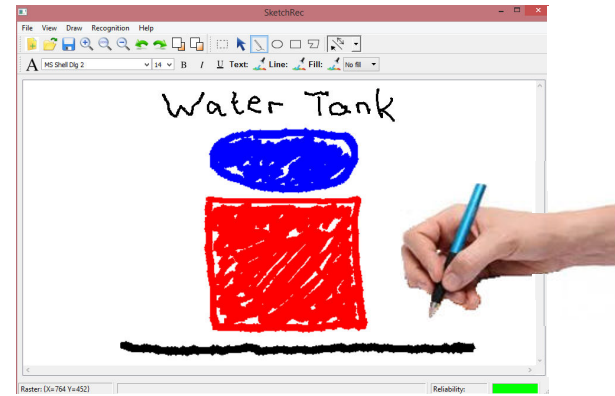 SketchRec
File View Draw Recognition Help
A MS Shell Dlg 2 14 B I U Text: Line: Fill: No fill
Water Tank
Raster: [X=764 Y=452] Reliability: